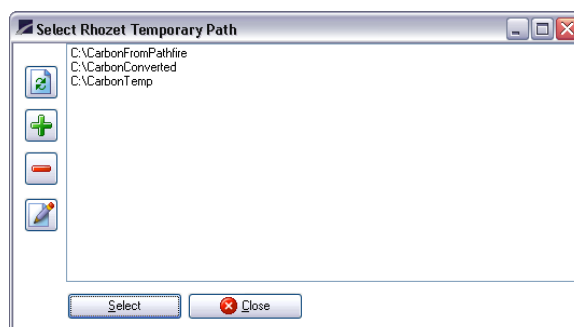 Select Rhozet Temporary Path
C:\CarbonFromPathfire
C:\CarbonConverted
C:\CarbonTemp
Select
Close